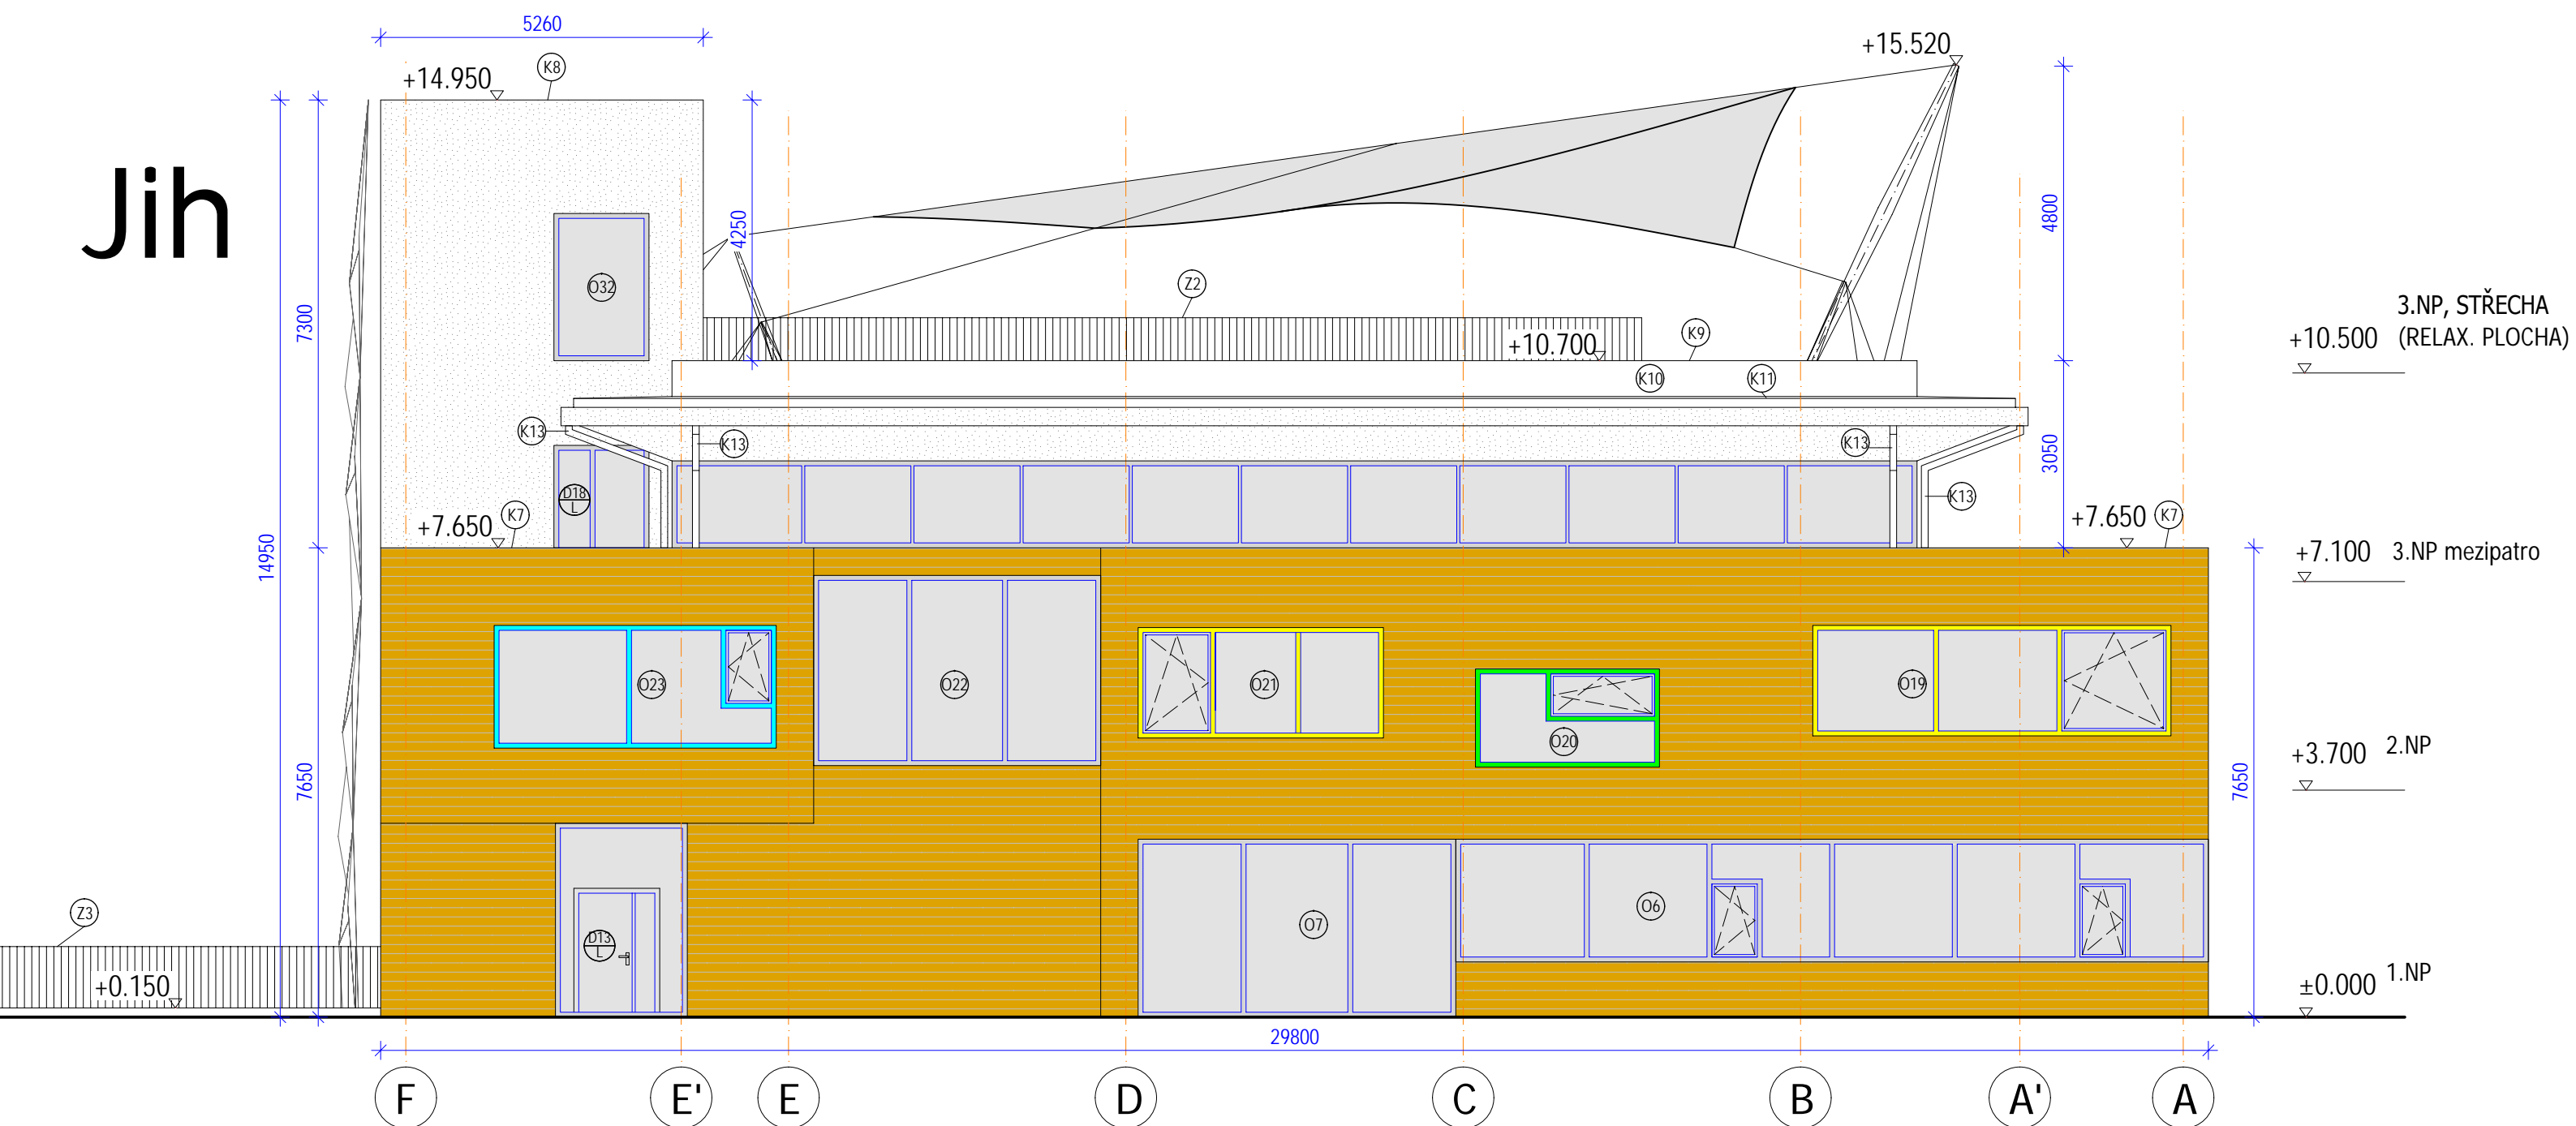 5260
+14.950
K8
+15.520
Jih
4250
4800
O32
Z2
7300
3.NP, STŘECHA
+10.500
(RELAX. PLOCHA)
+10.700
K9
K10
K11
K13
K13
K13
K13
3050
D18
L
+7.650
K7
+7.650
K7
14950
+7.100
3.NP mezipatro
O23
O22
O21
O20
O19
+3.700
2.NP
7650
7650
Z3
O7
O6
D13
L
+0.150
±0.000
1.NP
29800
F
E'
E
D
C
B
A'
A